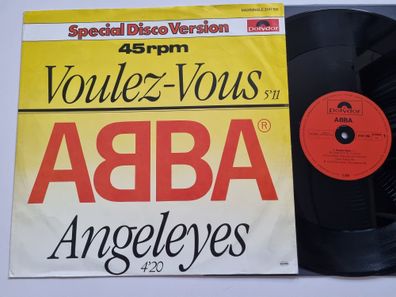 Special Disco Version
Polydor
45 rpm
Voulez-Vous
5'11
ABBA®
Angeleyes
4'20
Polydor
ABBA